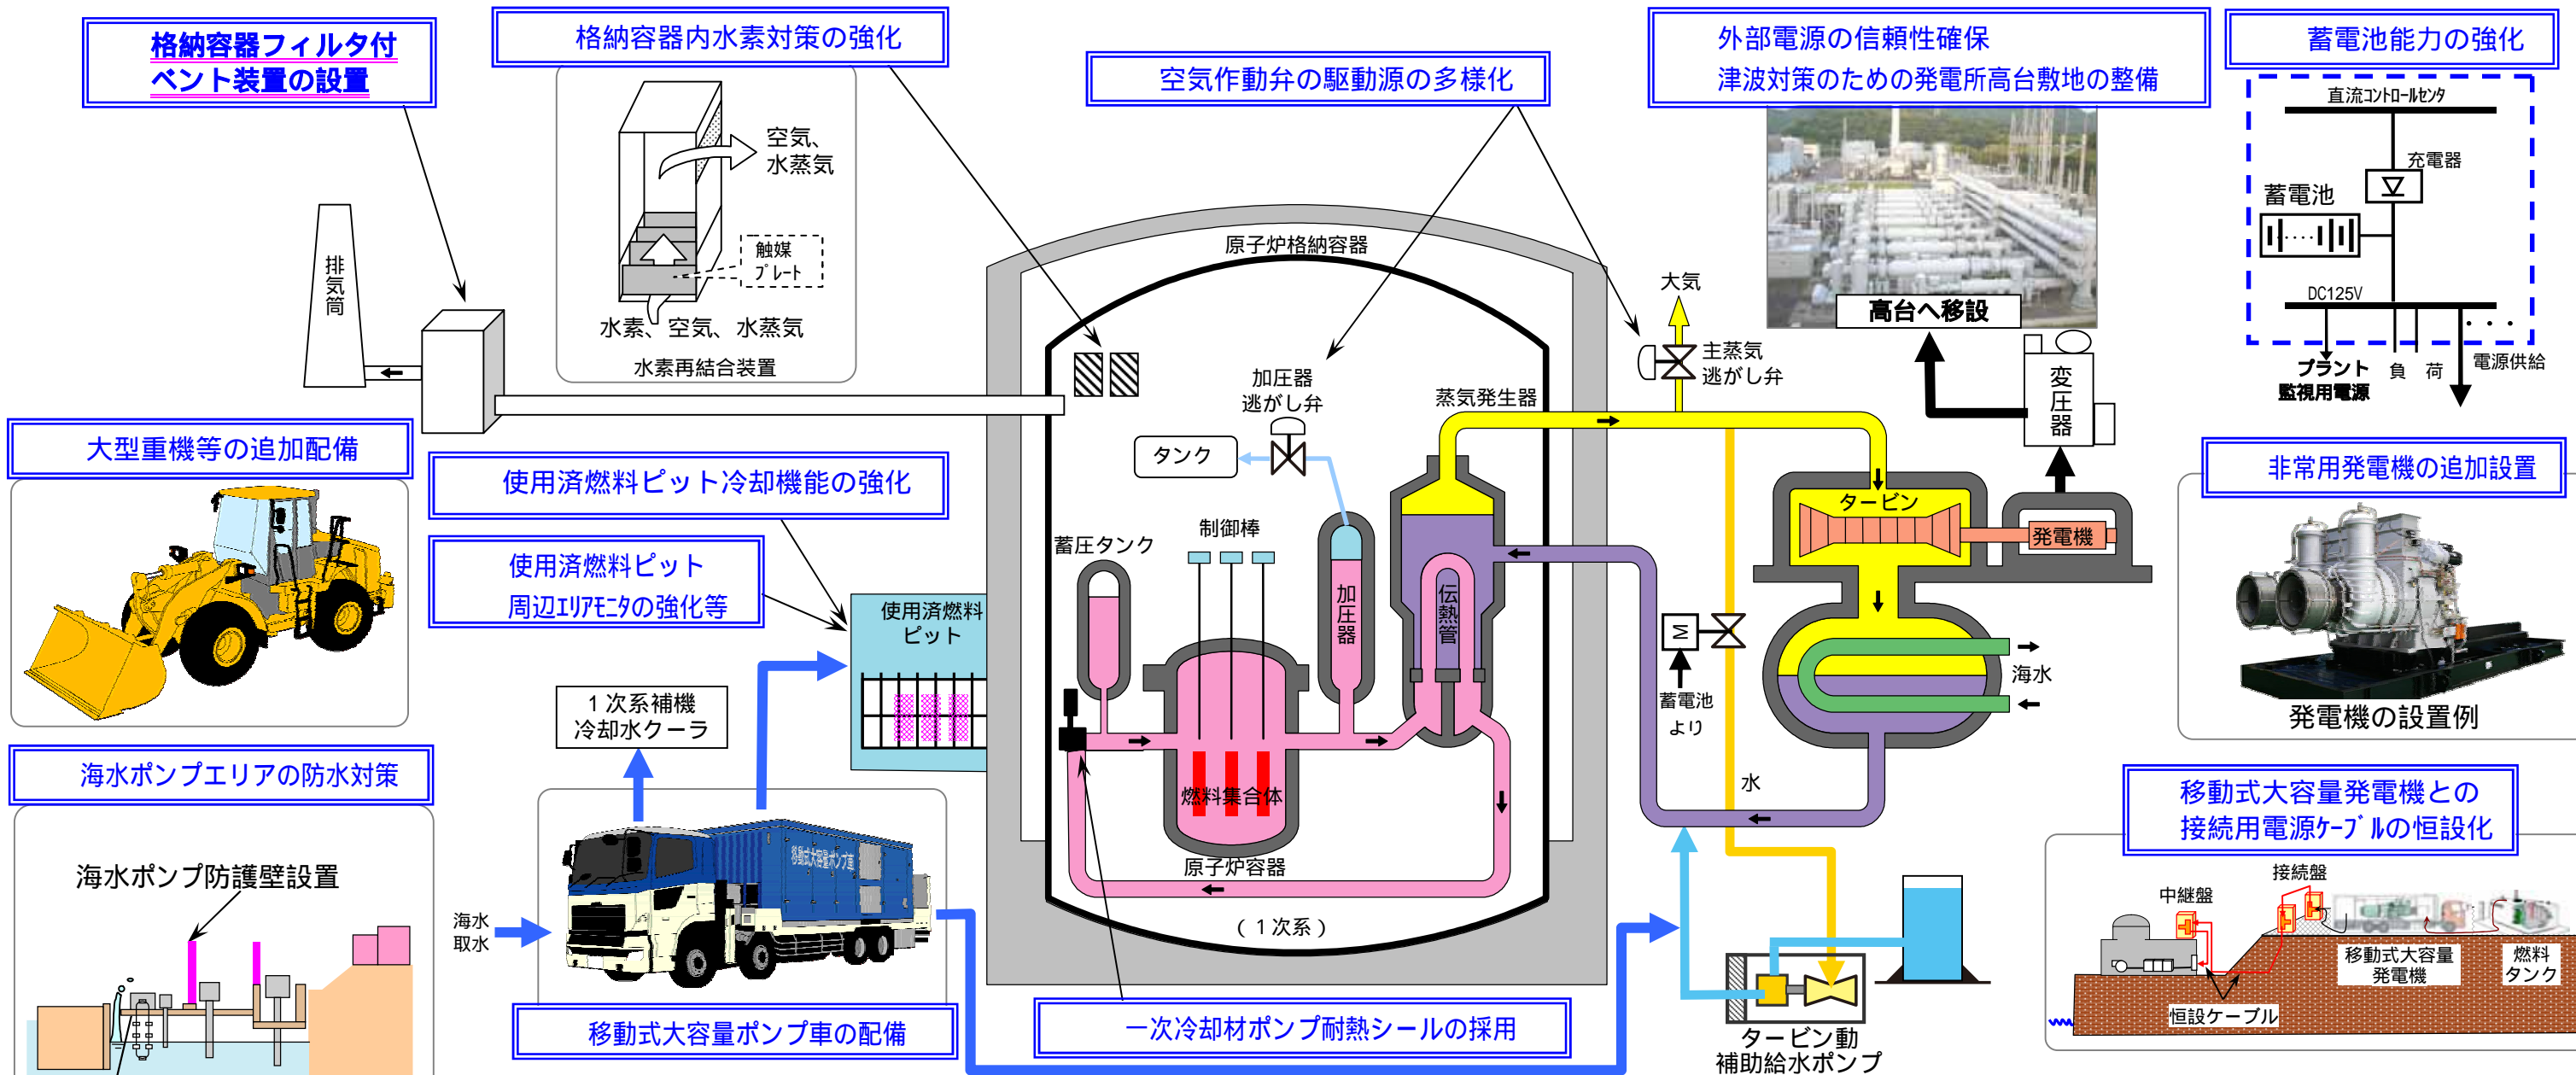 格納容器フィルタ付
ベント装置の設置
格納容器内水素対策の強化
空気作動弁の駆動源の多様化
外部電源の信頼性確保
津波対策のための発電所高台敷地の整備
蓄電池能力の強化
直流コントロールセンタ
充電器
蓄電池
DC125V
プラント
監視用電源
負
荷
電源供給
空気、
水蒸気
触媒
プレート
水素、空気、水蒸気
水素再結合装置
排気筒
原子炉格納容器
大気
主蒸気
逃がし弁
高台へ移設
変圧器
加圧器
逃がし弁
蒸気発生器
タンク
大型重機等の追加配備
使用済燃料ピット冷却機能の強化
使用済燃料ピット
周辺エリアモニタの強化等
使用済燃料
ピット
蓄圧タンク
制御棒
加圧器
伝熱管
タービン
発電機
非常用発電機の追加設置
発電機の設置例
M
蓄電池
より
海水
水
1次系補機
冷却水クーラ
燃料集合体
原子炉容器
(1次系)
海水ポンプエリアの防水対策
海水ポンプ防護壁設置
海水
取水
移動式大容量ポンプ車
移動式大容量ポンプ車の配備
一次冷却材ポンプ耐熱シールの採用
タービン動
補助給水ポンプ
移動式大容量発電機との
接続用電源ケーブルの恒設化
接続盤
中継盤
移動式大容量
発電機
燃料
タンク
恒設ケーブル